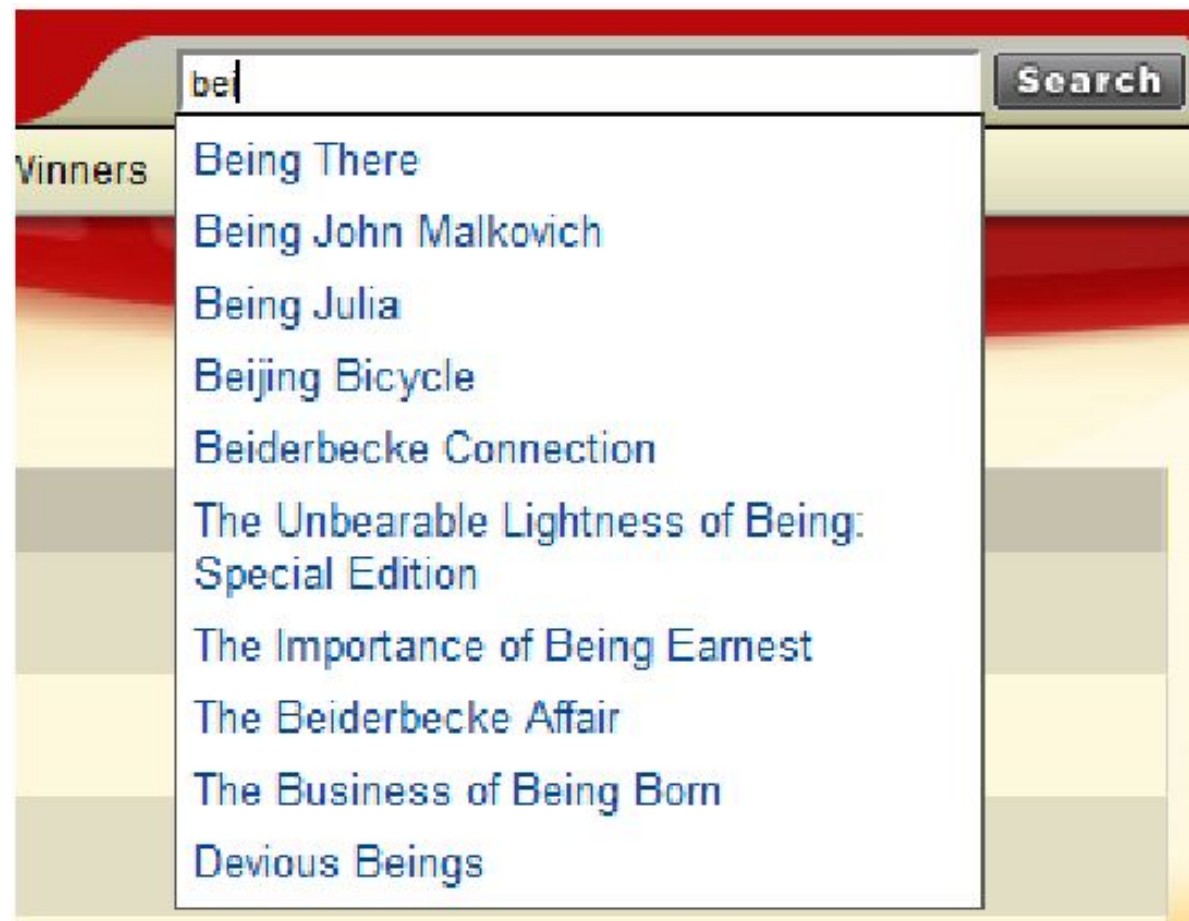 bei
Search
Winners
Being There
Being John Malkovich
Being Julia
Beijing Bicycle
Beiderbecke Connection
The Unbearable Lightness of Being:
Special Edition
The Importance of Being Earnest
The Beiderbecke Affair
The Business of Being Born
Devious Beings